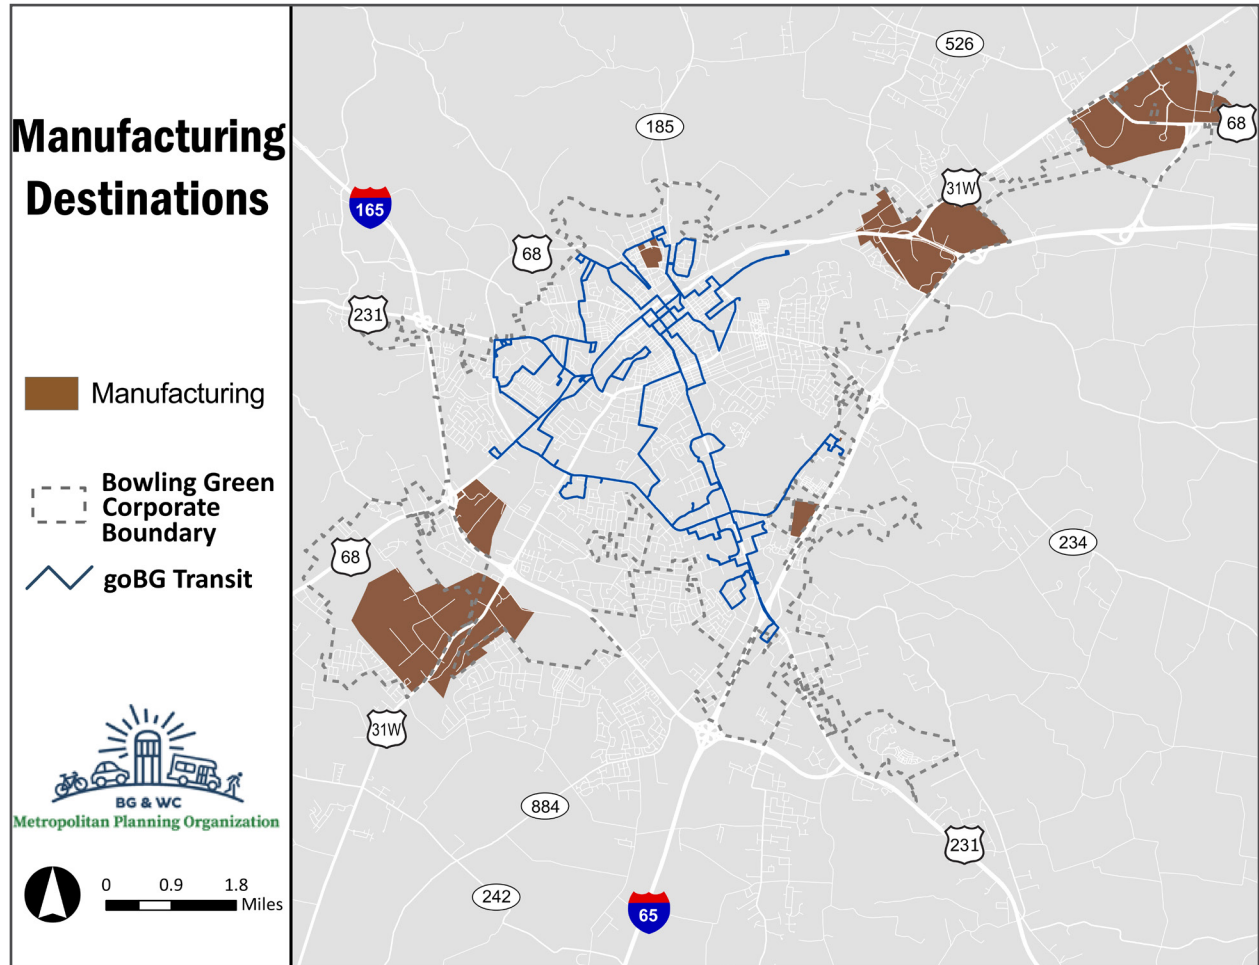 Manufacturing
Destinations
Manufacturing
Bowling Green
Corporate
Boundary
goBG Transit
BG & WC
Metropolitan Planning Organization
0 0.9 1.8
Miles
526
185
68
31W
165
68
231
68
234
31W
884
231
242
65